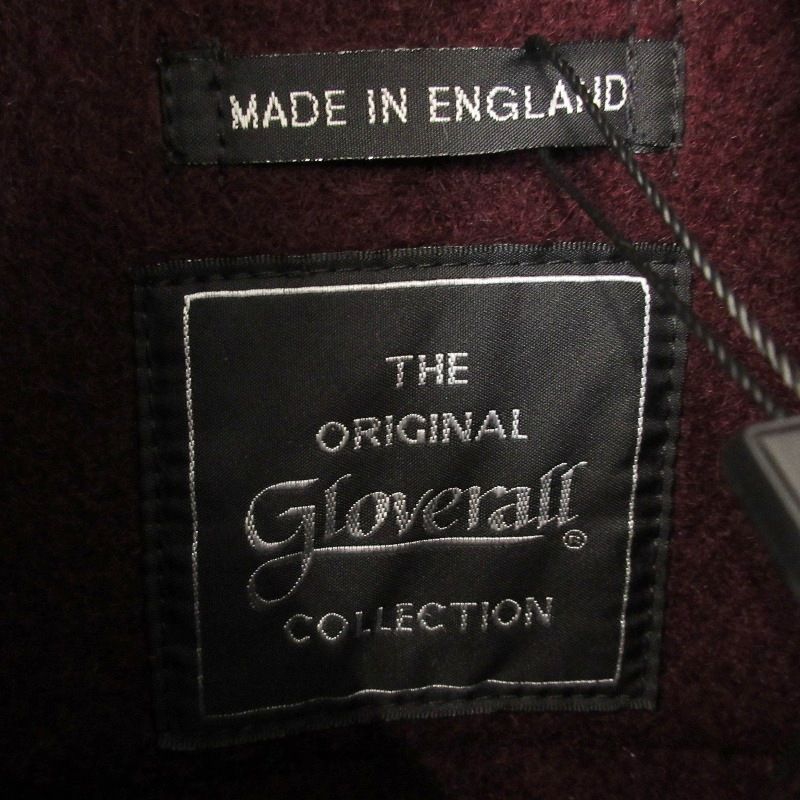 MADE IN ENGLAND
THE
ORIGINAL
Gloverall®
COLLECTION